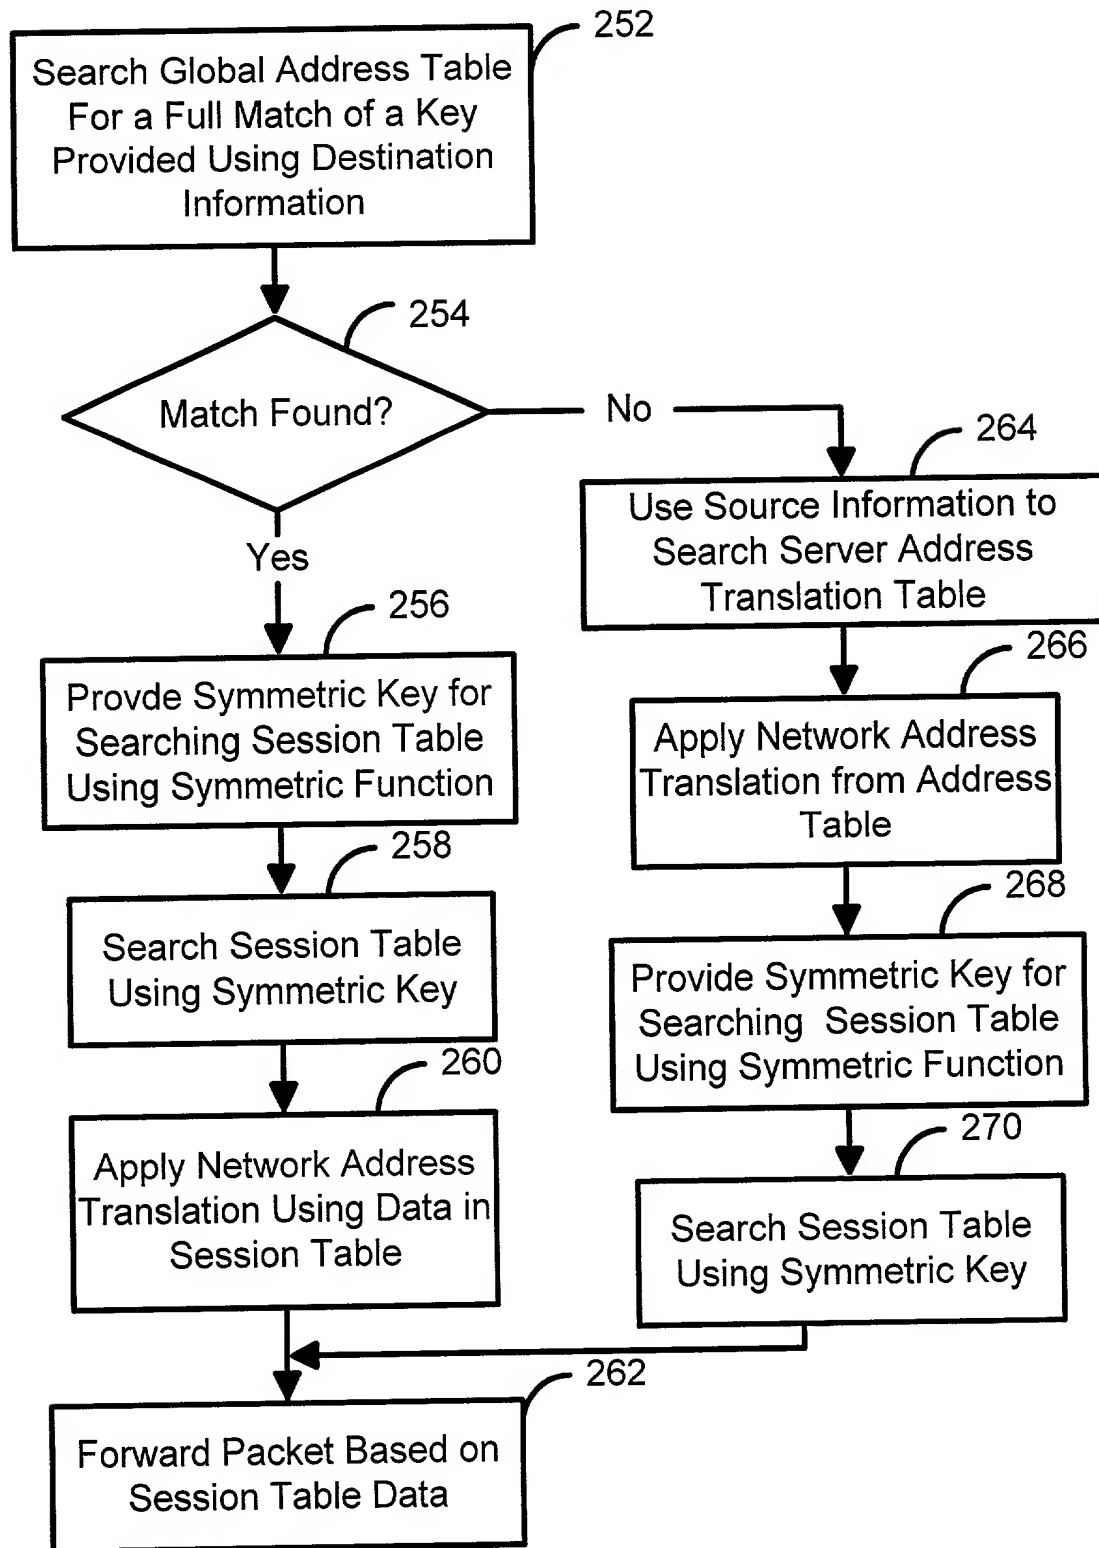 252
Search Global Address Table
For a Full Match of a Key
Provided Using Destination
Information
254
Match Found?
No
Yes
264
Use Source Information to
Search Server Address
Translation Table
256
Provde Symmetric Key for
Searching Session Table
Using Symmetric Function
266
Apply Network Address
Translation from Address
Table
258
Search Session Table
Using Symmetric Key
268
Provide Symmetric Key for
Searching Session Table
Using Symmetric Function
260
Apply Network Address
Translation Using Data in
Session Table
270
Search Session Table
Using Symmetric Key
262
Forward Packet Based on
Session Table Data